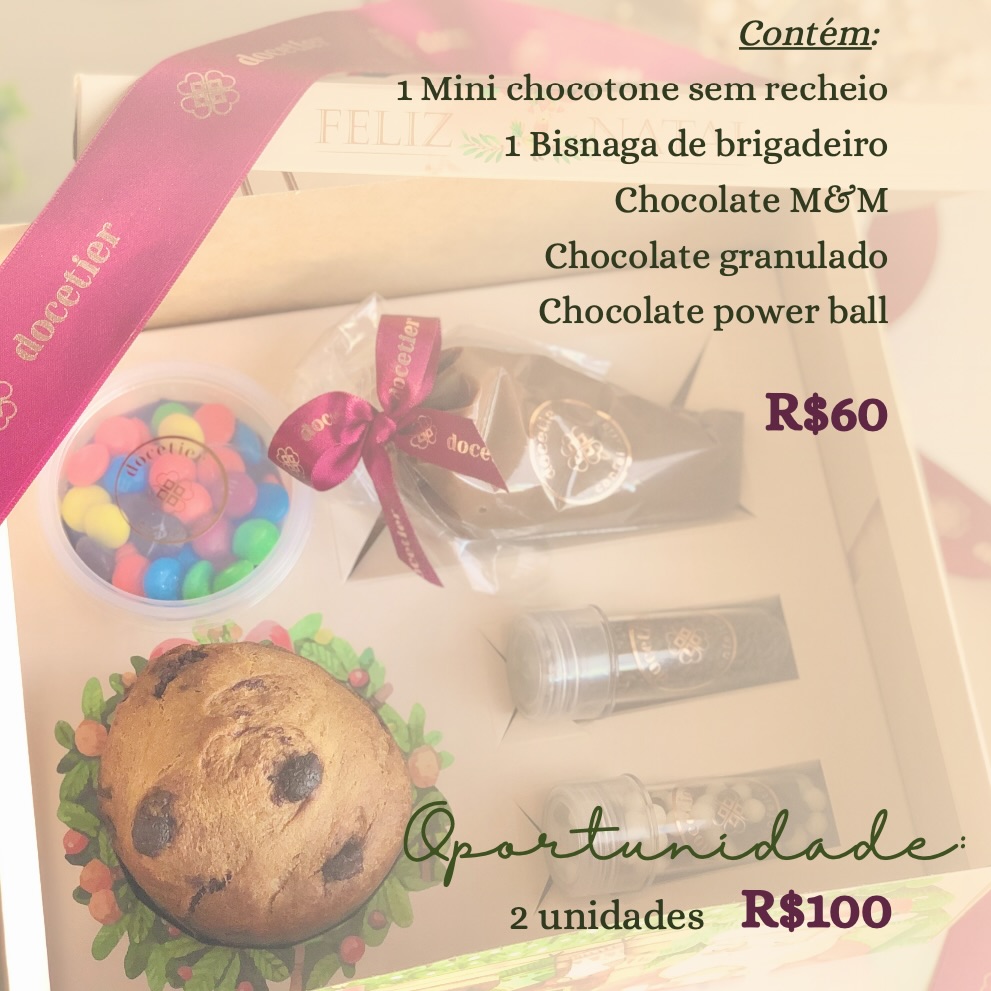 Contém:
1 Mini chocotone sem recheio
FELIZ NATAL
1 Bisnaga de brigadeiro
Chocolate M&M
Chocolate granulado
Chocolate power ball
docetier
docetier
R$60
docetier
docetier
Oportunidade:
2 unidades R$100